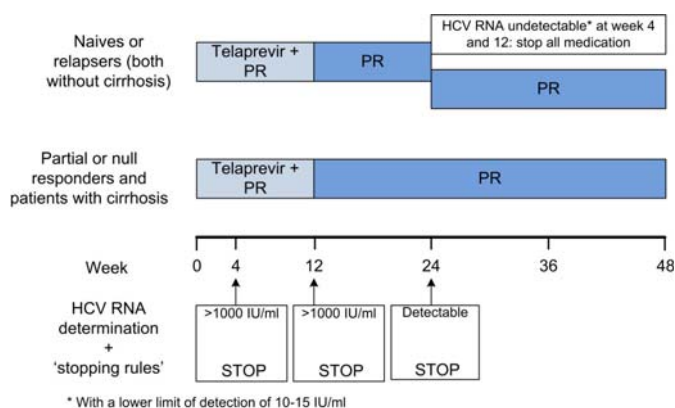 HCV RNA undetectable* at week 4
and 12: stop all medication
Naives or
relapsers (both
without cirrhosis)
Telaprevir +
PR
PR
PR
Partial or null
responders and
patients with cirrhosis
Telaprevir +
PR
PR
Week
0 4 12 24 36 48
HCV RNA
determination
+
‘stopping rules’
>1000 IU/ml
STOP
>1000 IU/ml
STOP
Detectable
STOP
* With a lower limit of detection of 10-15 IU/ml